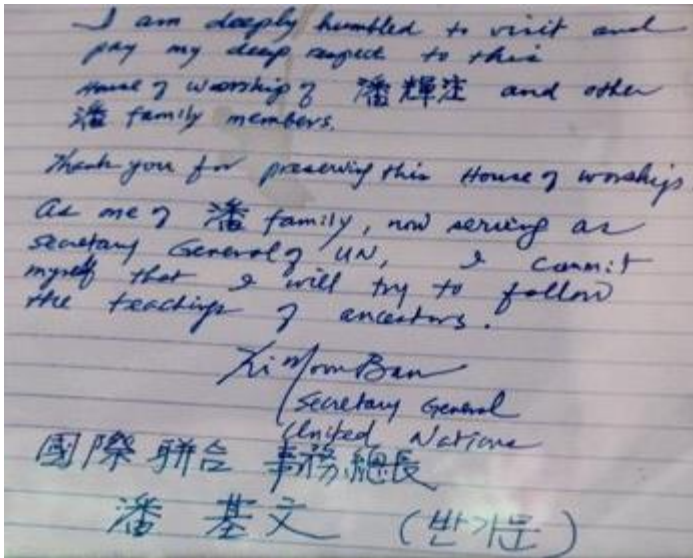 I am deeply humbled to visit and
pay my deep respect to this
House of worship of 潘輝注 and other
潘 family members.
Thank you for preserving this House of worship
As one of 潘 family, now serving as
Secretary General of UN, I commit
myself that I will try to follow
the teachings of ancestors.
Ki Moon Ban
Secretary General
United Nations
國際聯合 事務總長
潘基文 (반기문)